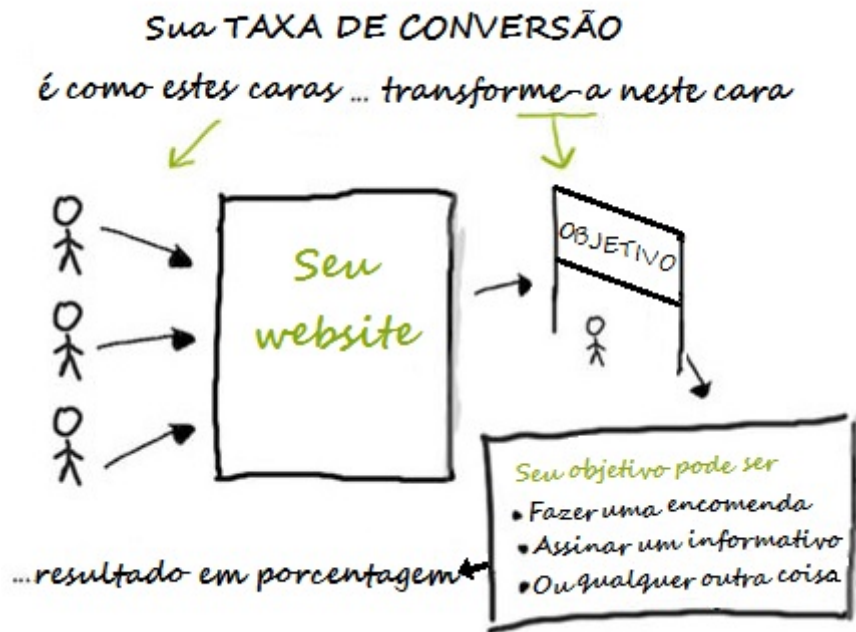 Sua TAXA DE CONVERSÃO
é como estes caras ... transforme-a neste cara
Seu
website
OBJETIVO
Seu objetivo pode ser
• Fazer uma encomenda
• Assinar um informativo
• Ou qualquer outra coisa
...resultado em porcentagem